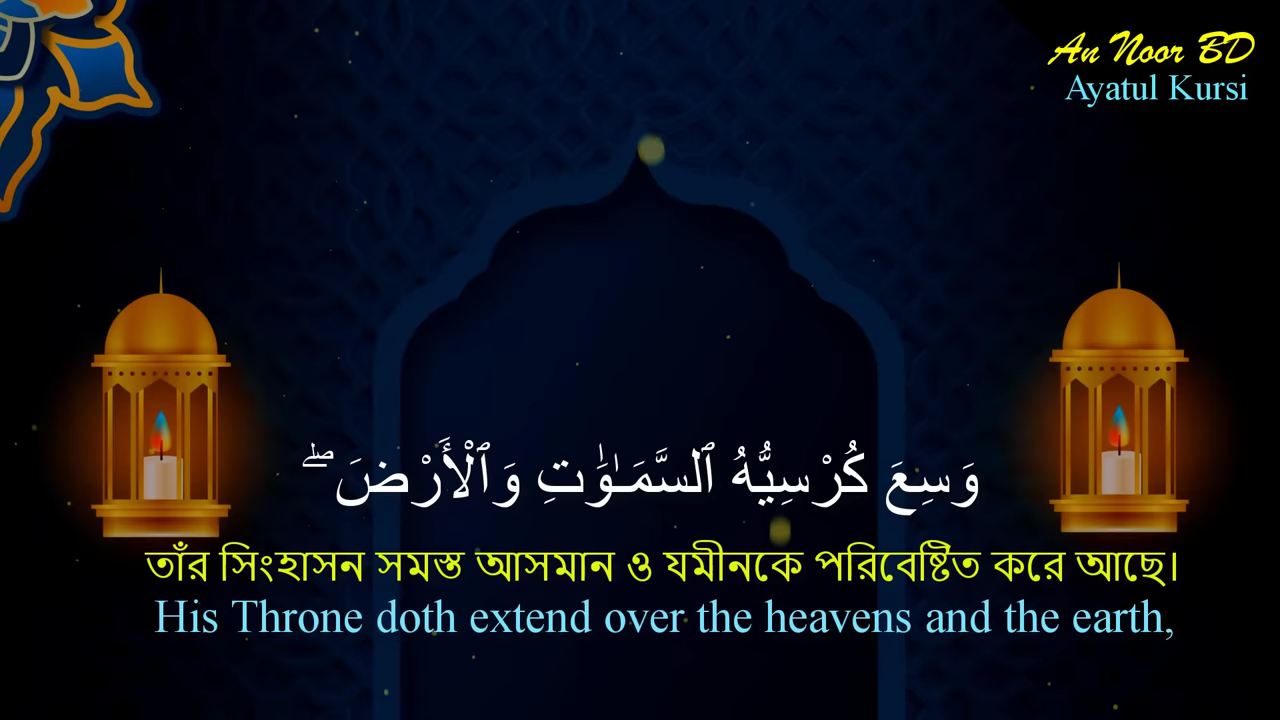 An Noor BD
Ayatul Kursi
وَسِعَ كُرْسِيُّهُ ٱلسَّمَـٰوَٰتِ وَٱلْأَرْضَ ۖ
তাঁর সিংহাসন সমস্ত আসমান ও যমীনকে পরিবেষ্টিত করে আছে।
His Throne doth extend over the heavens and the earth,